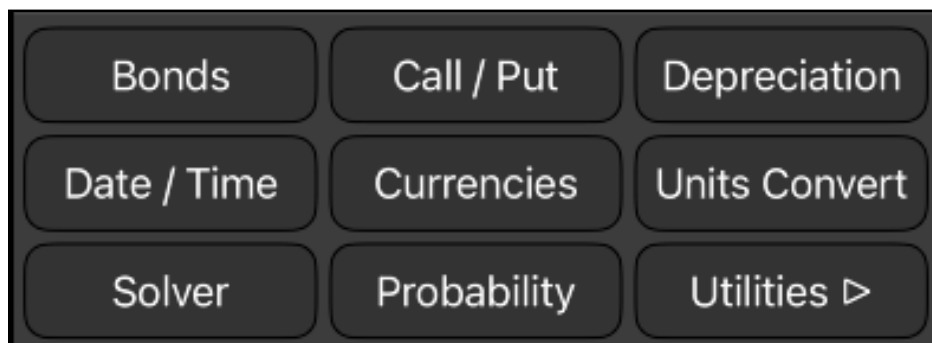 Bonds Call / Put Depreciation
Date / Time Currencies Units Convert
Solver Probability Utilities ▷